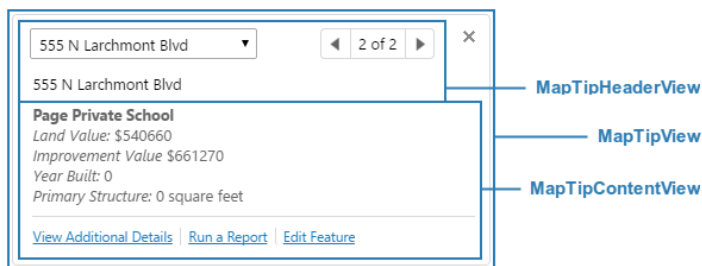 555 N Larchmont Blvd 2 of 2
555 N Larchmont Blvd
MapTipHeaderView
Page Private School
Land Value: $540660
MapTipView
Improvement Value $661270
Year Built: 0
MapTipContentView
Primary Structure: 0 square feet
View Additional Details Run a Report Edit Feature